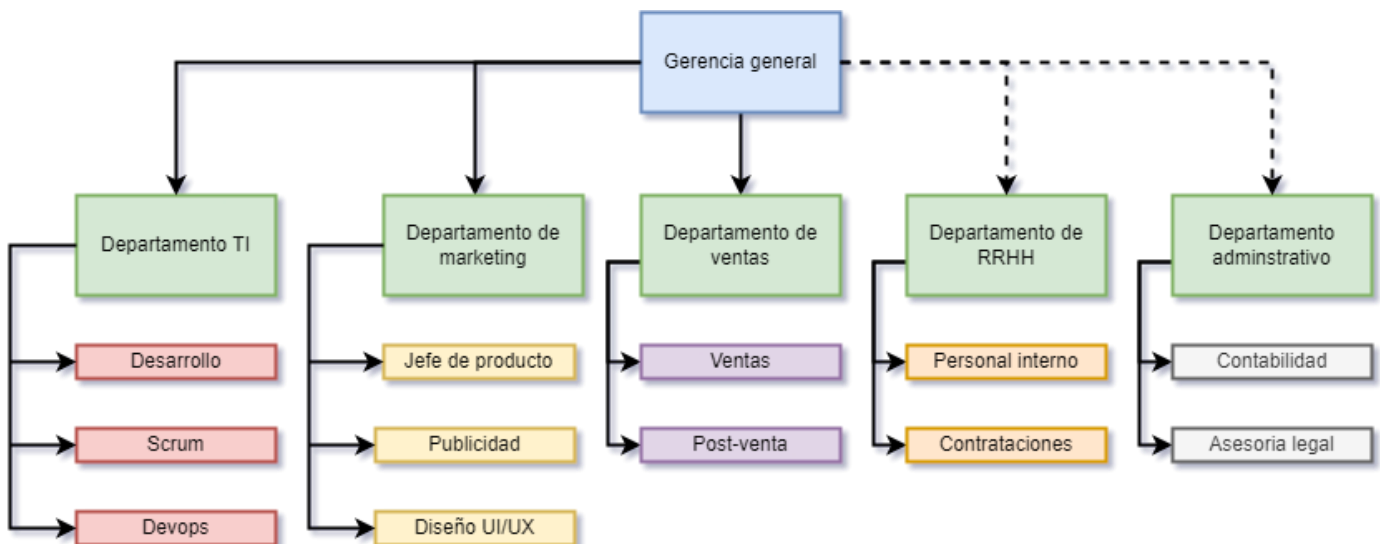 Gerencia general
Departamento TI
Departamento de
marketing
Departamento de
ventas
Departamento de
RRHH
Departamento
adminstrativo
Desarrollo
Jefe de producto
Ventas
Personal interno
Contabilidad
Scrum
Publicidad
Post-venta
Contrataciones
Asesoria legal
Devops
Diseño UI/UX